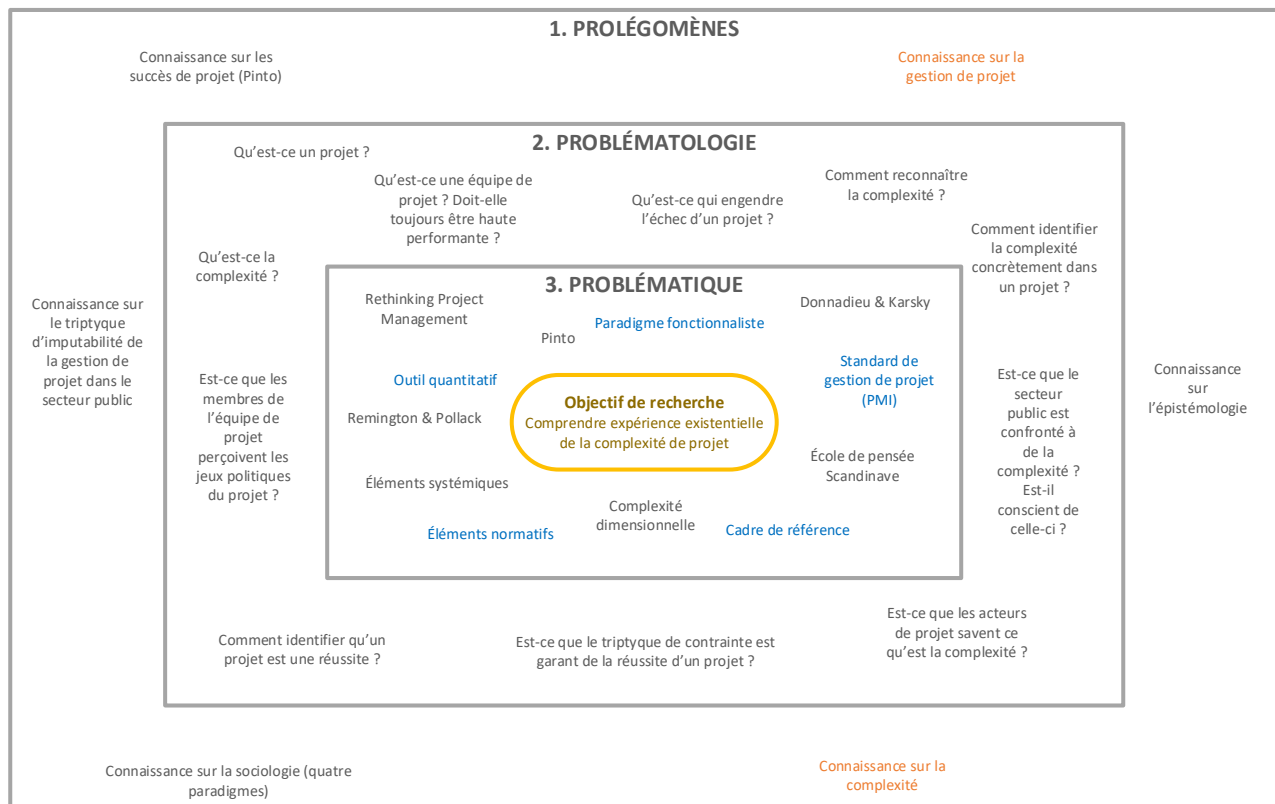 1. PROLÉGOMÈNES
Connaissance sur les
succès de projet (Pinto)
Connaissance sur la
gestion de projet
2. PROBLÉMATOLOGIE
Qu’est-ce un projet ?
Qu’est-ce une équipe de
projet ? Doit-elle
toujours être haute
performante ?
Qu’est-ce qui engendre
l’échec d’un projet ?
Comment reconnaître
la complexité ?
Qu’est-ce la
complexité ?
Comment identifier
la complexité
concrètement dans
un projet ?
3. PROBLÉMATIQUE
Rethinking Project
Management
Pinto
Paradigme fonctionnaliste
Donnadieu & Karsky
Connaissance sur
le triptyque
d’imputabilité de
la gestion de
projet dans le
secteur public
Est-ce que les
membres de
l’équipe de
projet
perçoivent les
jeux politiques
du projet ?
Outil quantitatif
Standard de
gestion de projet
(PMI)
Objectif de recherche
Comprendre expérience existentielle
de la complexité de projet
Remington & Pollack
École de pensée
Scandinave
Éléments systémiques
Complexité
dimensionnelle
Éléments normatifs
Cadre de référence
Est-ce que le
secteur
public est
confronté à
de la
complexité ?
Est-il
conscient de
celle-ci ?
Connaissance
sur
l’épistémologie
Comment identifier qu’un
projet est une réussite ?
Est-ce que le triptyque de contrainte est
garant de la réussite d’un projet ?
Est-ce que les acteurs
de projet savent ce
qu’est la complexité ?
Connaissance sur la sociologie (quatre
paradigmes)
Connaissance sur la
complexité